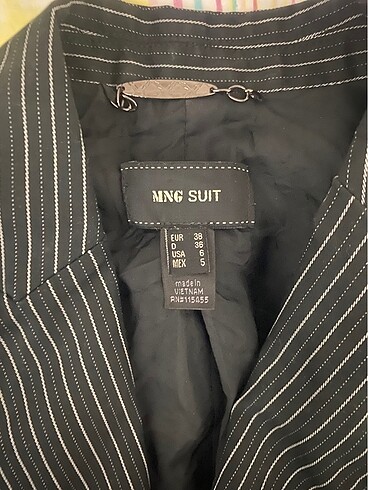 MNG SUIT
EUR 38
D 36
USA 6
MEX 5
made in
VIETNAM
RN#115455